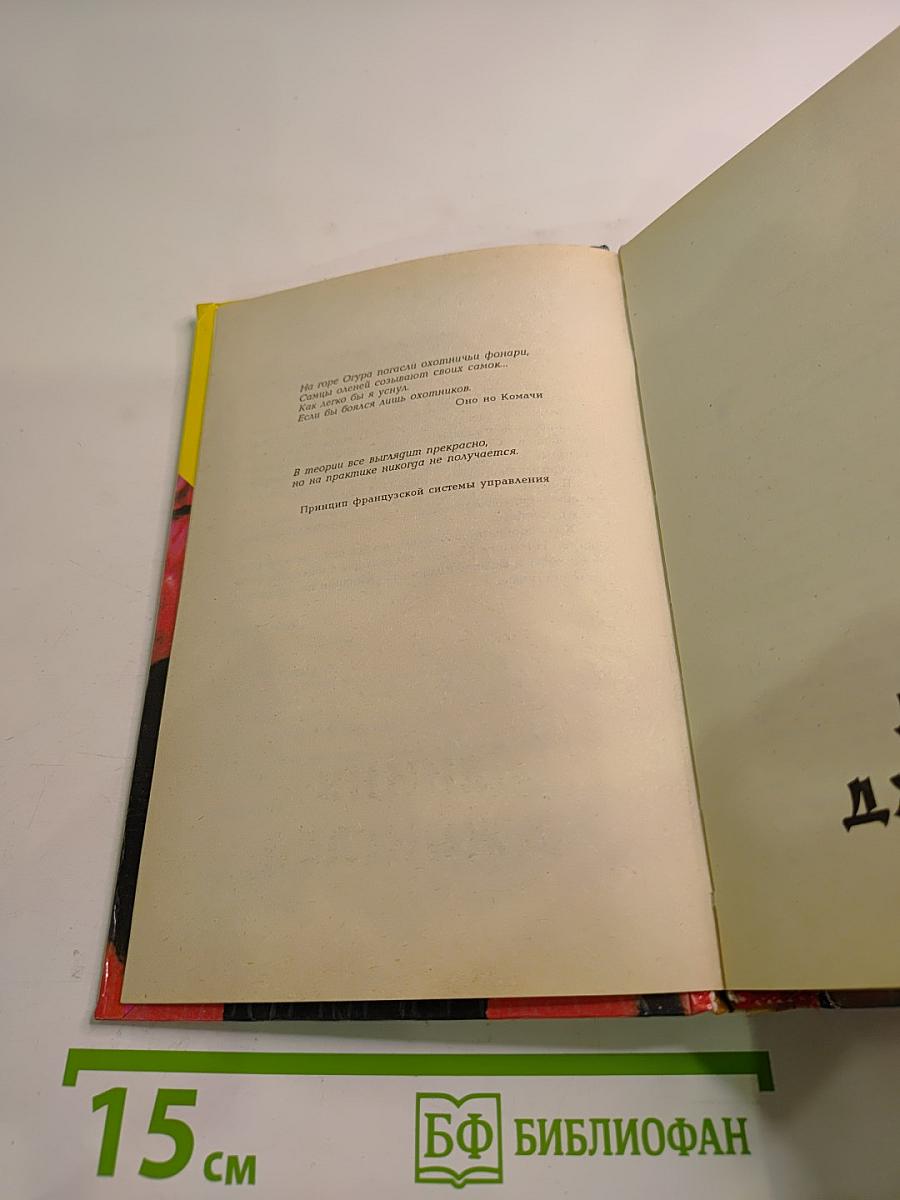 На горе Огура погасли охотничьи фонари,
Самцы оленей созывают своих самок...
Как легко бы я уснул.
Если бы боялся лишь охотников.
Оно но Комачи
В теории все выглядит прекрасно,
но на практике никогда не получается.
Принцип французской системы управления
15 см
БФ БИБЛИОФАН